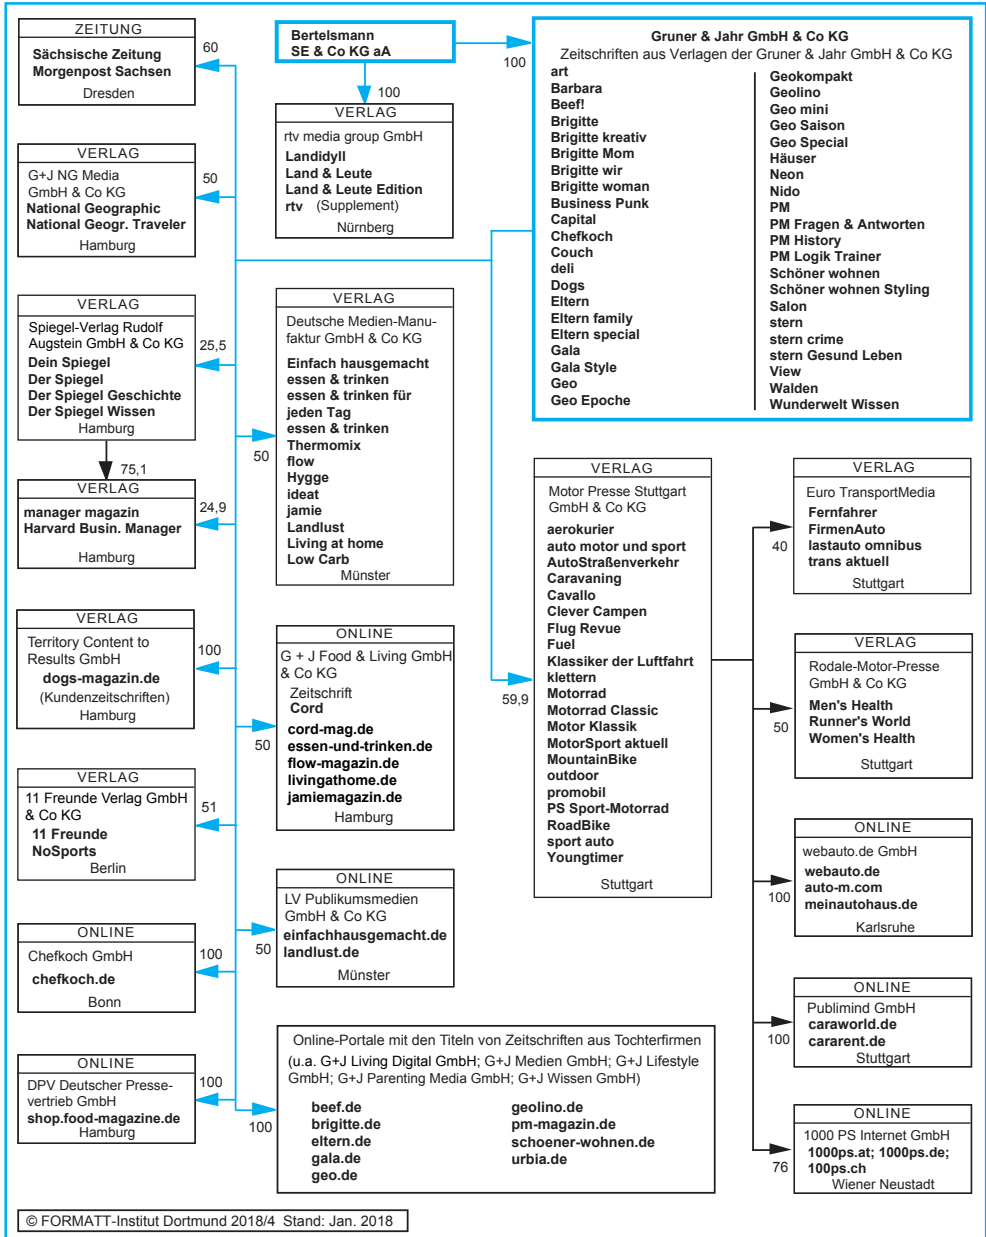 ZEITUNG
Sächsische Zeitung
Morgenpost Sachsen
Dresden
60
Bertelsmann
SE & Co KG aA
100
100
Gruner & Jahr GmbH & Co KG
Zeitschriften aus Verlagen der Gruner & Jahr GmbH & Co KG
art
Barbara
Beef!
Brigitte
Brigitte kreativ
Brigitte Mom
Brigitte wir
Brigitte woman
Business Punk
Capital
Chefkoch
Couch
deli
Dogs
Eltern
Eltern family
Eltern special
Gala
Gala Style
Geo
Geo Epoche
Geokompakt
Geolino
Geo mini
Geo Saison
Geo Special
Häuser
Neon
Nido
PM
PM Fragen & Antworten
PM History
PM Logik Trainer
Schöner wohnen
Schöner wohnen Styling
Salon
stern
stern crime
stern Gesund Leben
View
Walden
Wunderwelt Wissen
VERLAG
rtv media group GmbH
Landidyll
Land & Leute
Land & Leute Edition
rtv (Supplement)
Nürnberg
VERLAG
G+J NG Media
GmbH & Co KG
National Geographic
National Geogr. Traveler
Hamburg
50
VERLAG
Spiegel-Verlag Rudolf
Augstein GmbH & Co KG
Dein Spiegel
Der Spiegel
Der Spiegel Geschichte
Der Spiegel Wissen
Hamburg
25,5
75,1
VERLAG
manager magazin
Harvard Busin. Manager
Hamburg
24,9
VERLAG
Deutsche Medien-Manu-
faktur GmbH & Co KG
Einfach hausgemacht
essen & trinken
essen & trinken für
jeden Tag
essen & trinken
Thermomix
flow
Hygge
ideat
jamie
Landlust
Living at home
Low Carb
Münster
50
VERLAG
Motor Presse Stuttgart
GmbH & Co KG
aerokurier
auto motor und sport
AutoStraßenverkehr
Caravaning
Cavallo
Clever Campen
Flug Revue
Fuel
Klassiker der Luftfahrt
klettern
Motorrad
Motorrad Classic
Motor Klassik
MotorSport aktuell
MountainBike
outdoor
promobil
PS Sport-Motorrad
RoadBike
sport auto
Youngtimer
Stuttgart
59,9
VERLAG
Euro TransportMedia
Fernfahrer
FirmenAuto
lastauto omnibus
trans aktuell
Stuttgart
40
VERLAG
Rodale-Motor-Presse
GmbH & Co KG
Men's Health
Runner's World
Women's Health
Stuttgart
50
ONLINE
webauto.de GmbH
webauto.de
auto-m.com
meinautohaus.de
Karlsruhe
100
ONLINE
Publimind GmbH
caraworld.de
cararent.de
Stuttgart
100
ONLINE
1000 PS Internet GmbH
1000ps.at; 1000ps.de;
100ps.ch
Wiener Neustadt
76
VERLAG
Territory Content to
Results GmbH
dogs-magazin.de
(Kundenzeitschriften)
Hamburg
100
ONLINE
G + J Food & Living GmbH
& Co KG
Zeitschrift
Cord
cord-mag.de
essen-und-trinken.de
flow-magazin.de
livingathome.de
jamiemagazin.de
Hamburg
50
VERLAG
11 Freunde Verlag GmbH
& Co KG
11 Freunde
NoSports
Berlin
51
ONLINE
LV Publikumsmedien
GmbH & Co KG
einfachhausgemacht.de
landlust.de
Münster
50
ONLINE
Chefkoch GmbH
chefkoch.de
Bonn
100
ONLINE
DPV Deutscher Presse-
vertrieb GmbH
shop.food-magazine.de
Hamburg
100
Online-Portale mit den Titeln von Zeitschriften aus Tochterfirmen
(u.a. G+J Living Digital GmbH; G+J Medien GmbH; G+J Lifestyle
GmbH; G+J Parenting Media GmbH; G+J Wissen GmbH)
beef.de
brigitte.de
eltern.de
gala.de
geo.de
geolino.de
pm-magazin.de
schoener-wohnen.de
urbia.de
100
© FORMATT-Institut Dortmund 2018/4 Stand: Jan. 2018